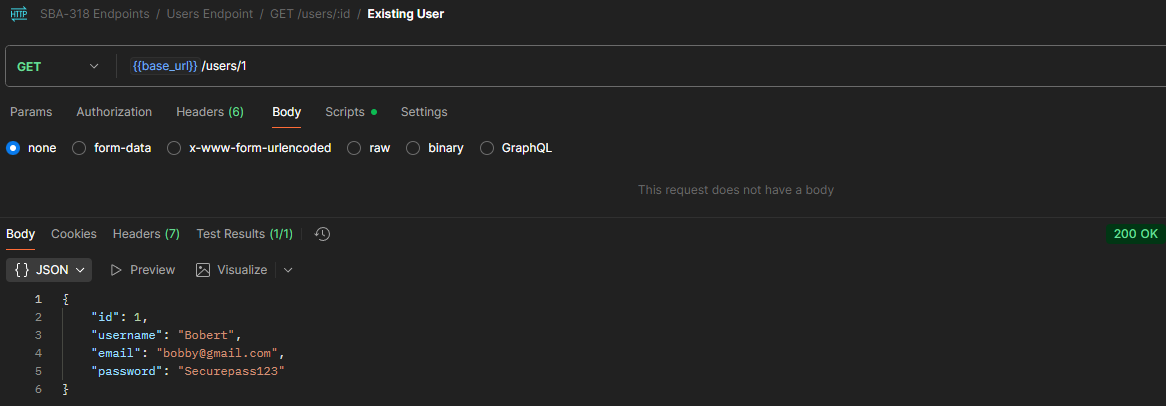 HTTP SBA-318 Endpoints / Users Endpoint / GET /users/:id / Existing User
GET {{base_url}} /users/1
Params Authorization Headers (6) Body Scripts Settings
none form-data x-www-form-urlencoded raw binary GraphQL
This request does not have a body
Body Cookies Headers (7) Test Results (1/1) 200 OK
{} JSON Preview Visualize
1 {
2 "id": 1,
3 "username": "Bobert",
4 "email": "bobby@gmail.com",
5 "password": "Securepass123"
6 }